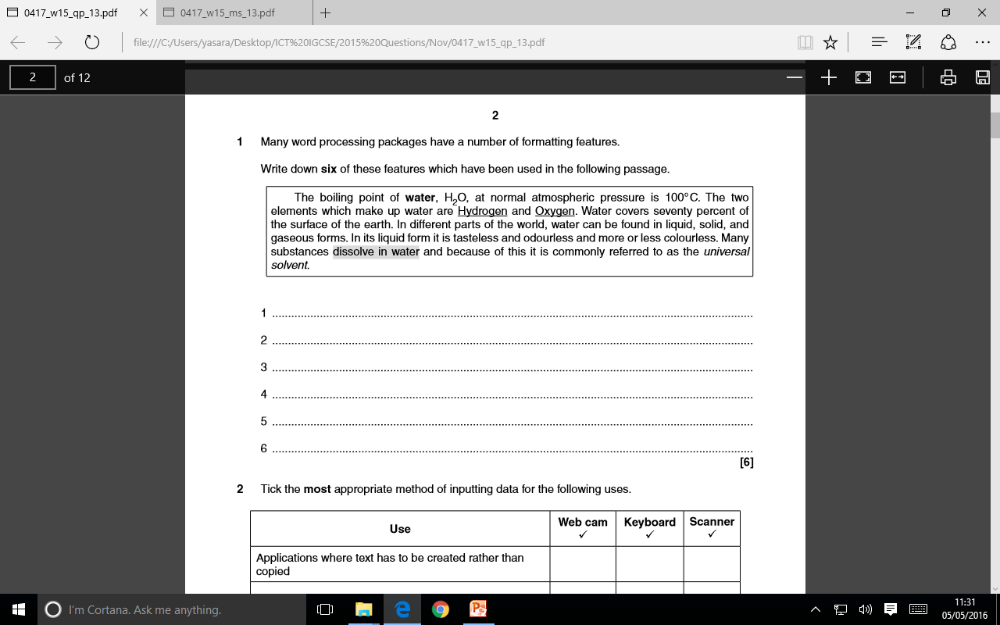 0417_w15_qp_13.pdf
0417_w15_ms_13.pdf
file:///C:/Users/yasara/Desktop/ICT%20IGCSE/2015%20Questions/Nov/0417_w15_qp_13.pdf
2 of 12
2
1 Many word processing packages have a number of formatting features.
Write down six of these features which have been used in the following passage.
The boiling point of water, H₂O, at normal atmospheric pressure is 100°C. The two
elements which make up water are Hydrogen and Oxygen. Water covers seventy percent of
the surface of the earth. In different parts of the world, water can be found in liquid, solid, and
gaseous forms. In its liquid form it is tasteless and odourless and more or less colourless. Many
substances dissolve in water and because of this it is commonly referred to as the universal
solvent.
1 ........................................................................
2 ........................................................................
3 ........................................................................
4 ........................................................................
5 ........................................................................
6 ........................................................................
[6]
2 Tick the most appropriate method of inputting data for the following uses.
Use Web cam ✓ Keyboard ✓ Scanner ✓
Applications where text has to be created rather than
copied
I'm Cortana. Ask me anything.
11:31
05/05/2016